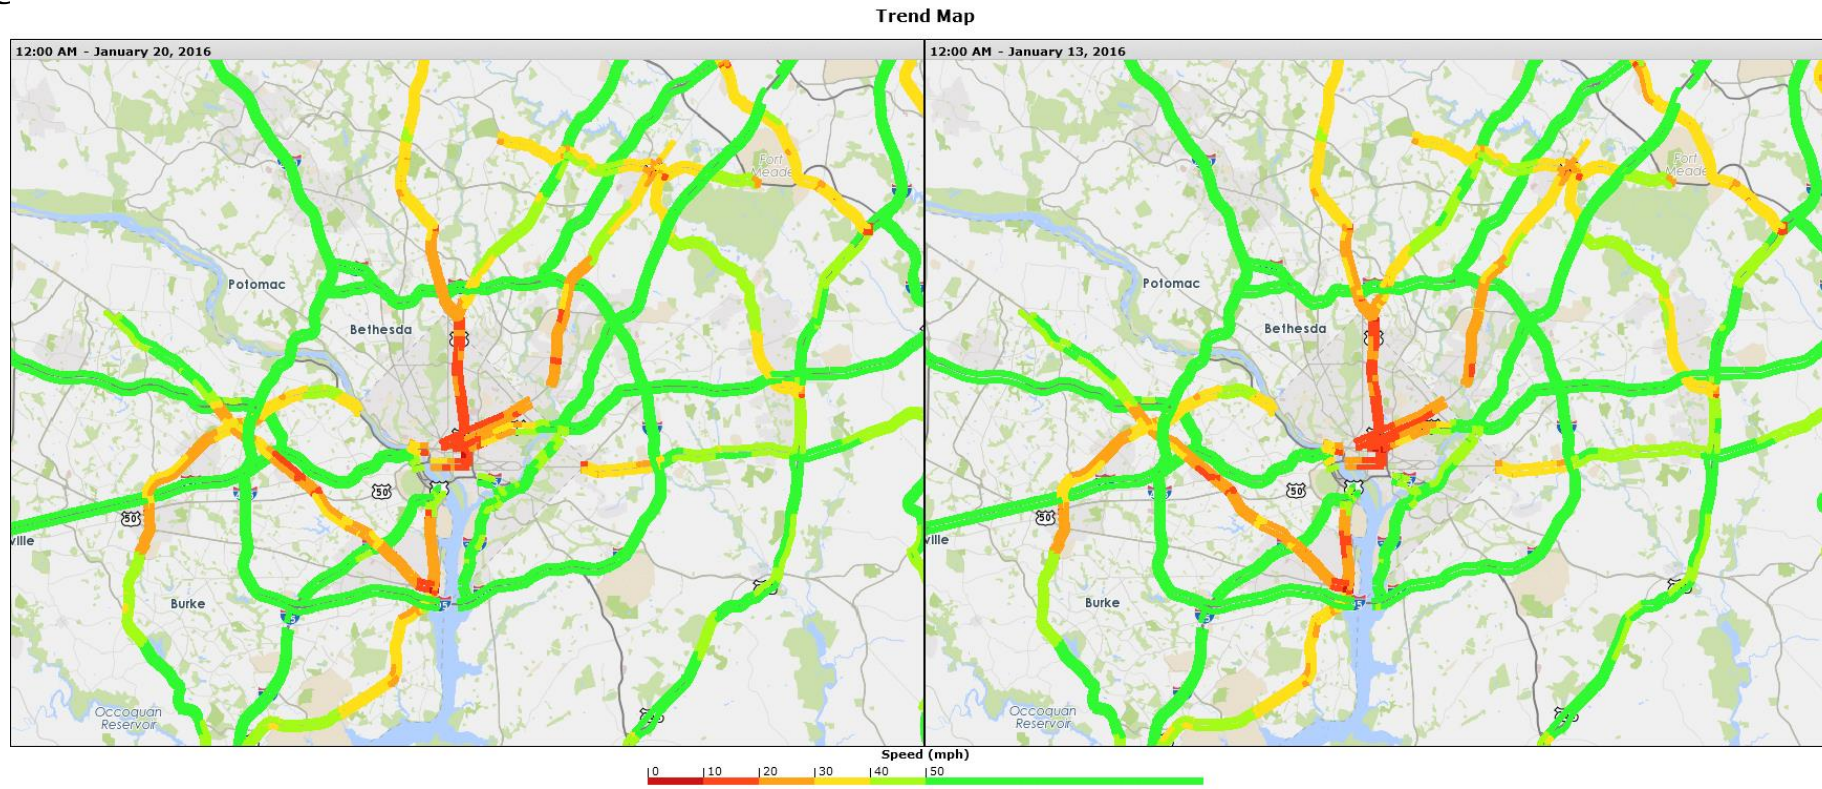 Trend Map
12:00 AM - January 20, 2016
12:00 AM - January 13, 2016
Fort
Meade
Potomac
Bethesda
50
50
ville
Burke
Occoquan
Reservoir
Fort
Meade
Potomac
Bethesda
50
50
ville
Burke
Occoquan
Reservoir
Speed (mph)
0 10 20 30 40 50